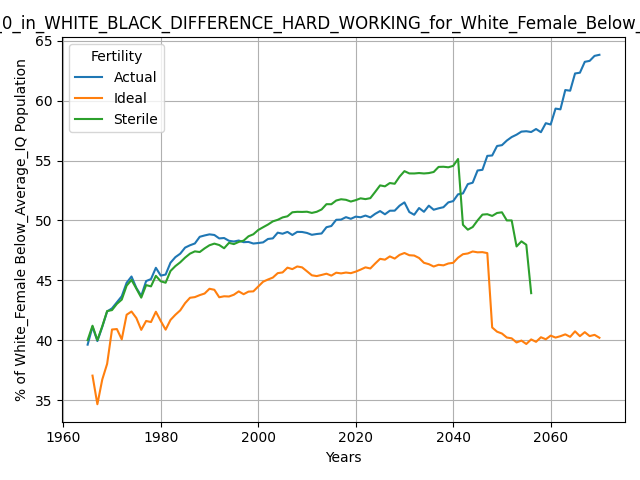 _0_in_WHITE_BLACK_DIFFERENCE_HARD_WORKING_for_White_Female_Below_
Fertility
Actual
Ideal
Sterile
% of White_Female Below_Average_IQ Population
65
60
55
50
45
40
35
1960
1980
2000
2020
2040
2060
Years